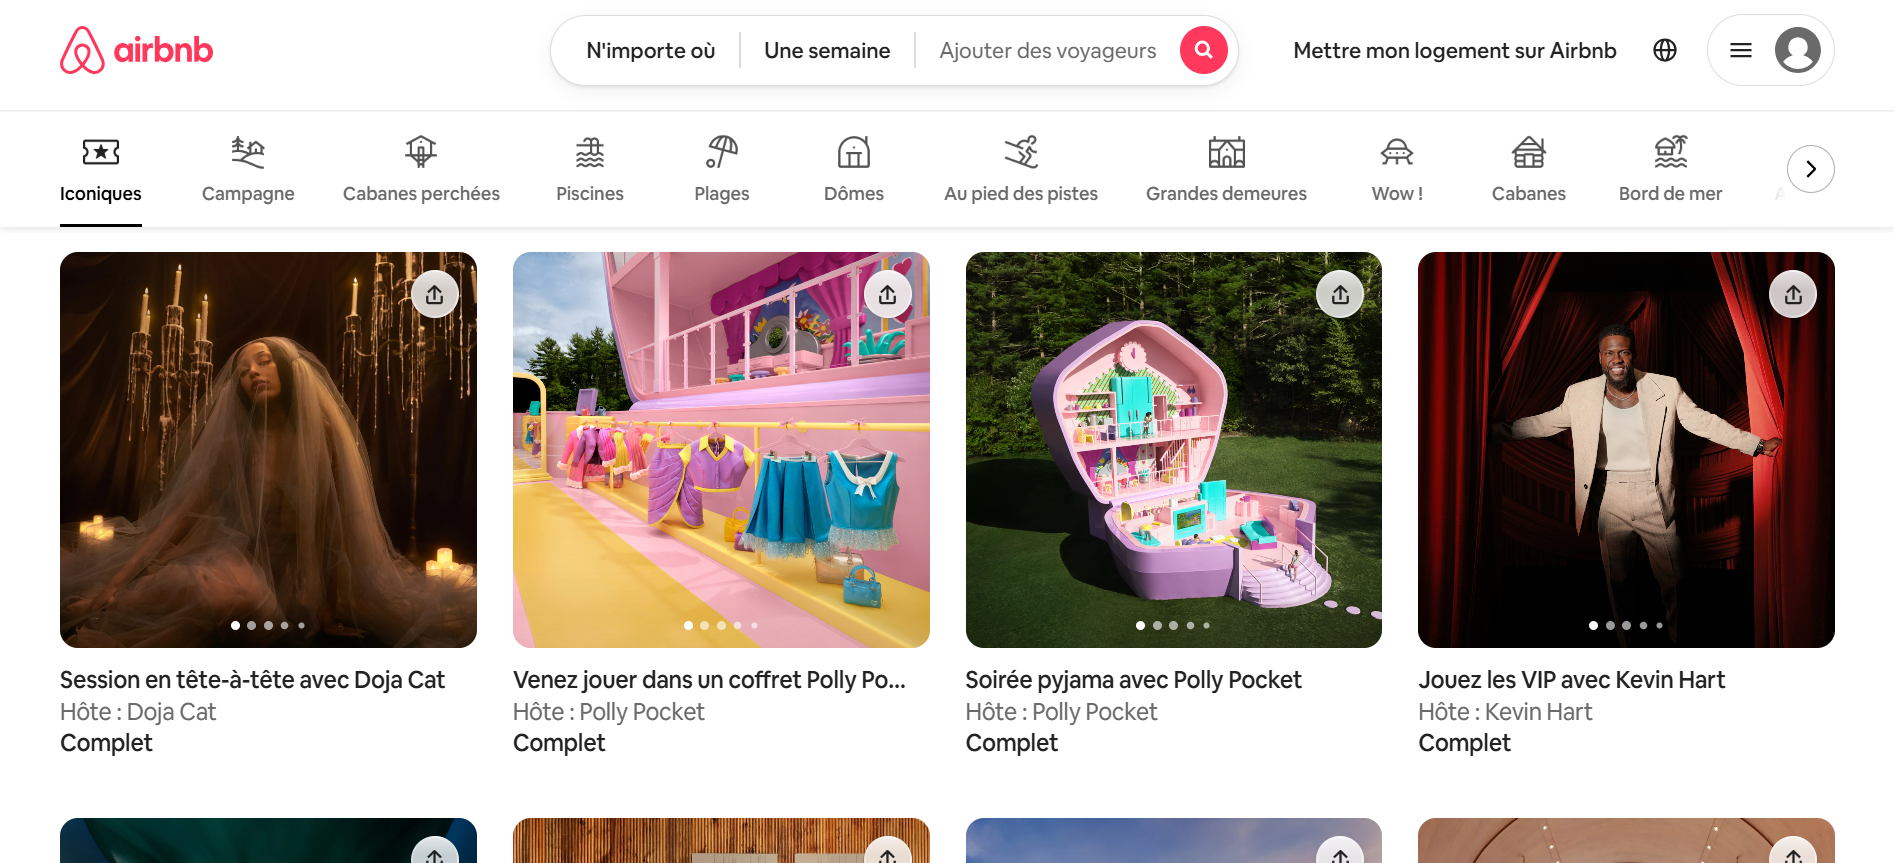 airbnb
N'importe où
Une semaine
Ajouter des voyageurs
Mettre mon logement sur Airbnb
Iconiques
Campagne
Cabanes perchées
Piscines
Plages
Dômes
Au pied des pistes
Grandes demeures
Wow !
Cabanes
Bord de mer
Session en tête-à-tête avec Doja Cat
Hôte : Doja Cat
Complet
Venez jouer dans un coffret Polly Po...
Hôte : Polly Pocket
Complet
Soirée pyjama avec Polly Pocket
Hôte : Polly Pocket
Complet
Jouez les VIP avec Kevin Hart
Hôte : Kevin Hart
Complet